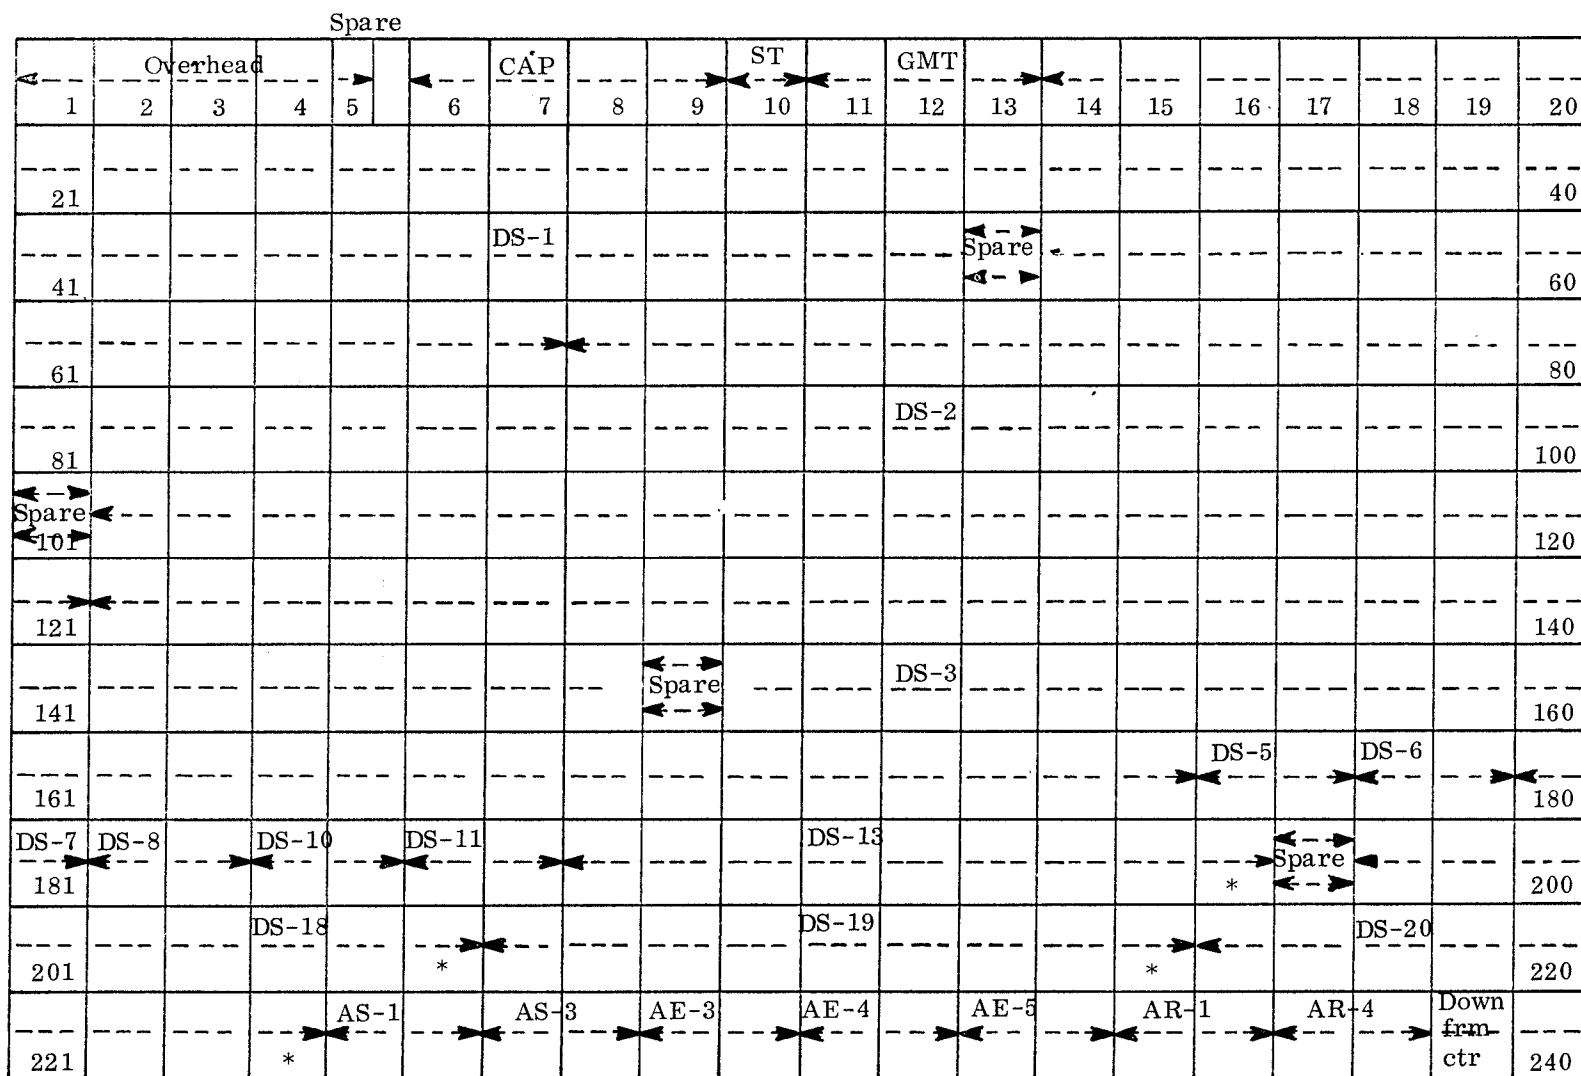 Spare
Overhead CAP ST GMT
1 2 3 4 5 6 7 8 9 10 11 12 13 14 15 16 17 18 19 20
21 40
DS-1 Spare
41 60
61 80
DS-2
81 100
Spare
101 120
121 140
Spare DS-3
141 160
DS-5 DS-6
161 180
DS-7 DS-8 DS-10 DS-11 DS-13
Spare
181 * 200
DS-18 DS-19 DS-20
201 * * 220
AS-1 AS-3 AE-3 AE-4 AE-5 AR-1 AR-4 Down
frm
221 * ctr 240